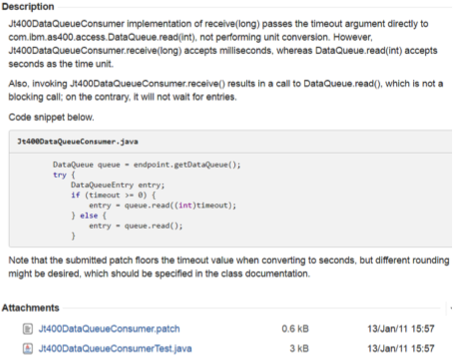 Description
Jt400DataQueueConsumer implementation of receive(long) passes the timeout argument directly to
com.ibm.as400.access.DataQueue.read(int), not performing unit conversion. However,
Jt400DataQueueConsumer.receive(long) accepts milliseconds, whereas DataQueue.read(int) accepts
seconds as the time unit.
Also, invoking Jt400DataQueueConsumer.receive() results in a call to DataQueue.read(), which is not a
blocking call; on the contrary, it will not wait for entries.
Code snippet below.
Jt400DataQueueConsumer.java
DataQueue queue = endpoint.getDataQueue();
try {
DataQueueEntry entry;
if (timeout >= 0) {
entry = queue.read((int)timeout);
} else {
entry = queue.read();
}
Note that the submitted patch floors the timeout value when converting to seconds, but different rounding
might be desired, which should be specified in the class documentation.
Attachments
Jt400DataQueueConsumer.patch 0.6 kB 13/Jan/11 15:57
Jt400DataQueueConsumerTest.java 3 kB 13/Jan/11 15:57